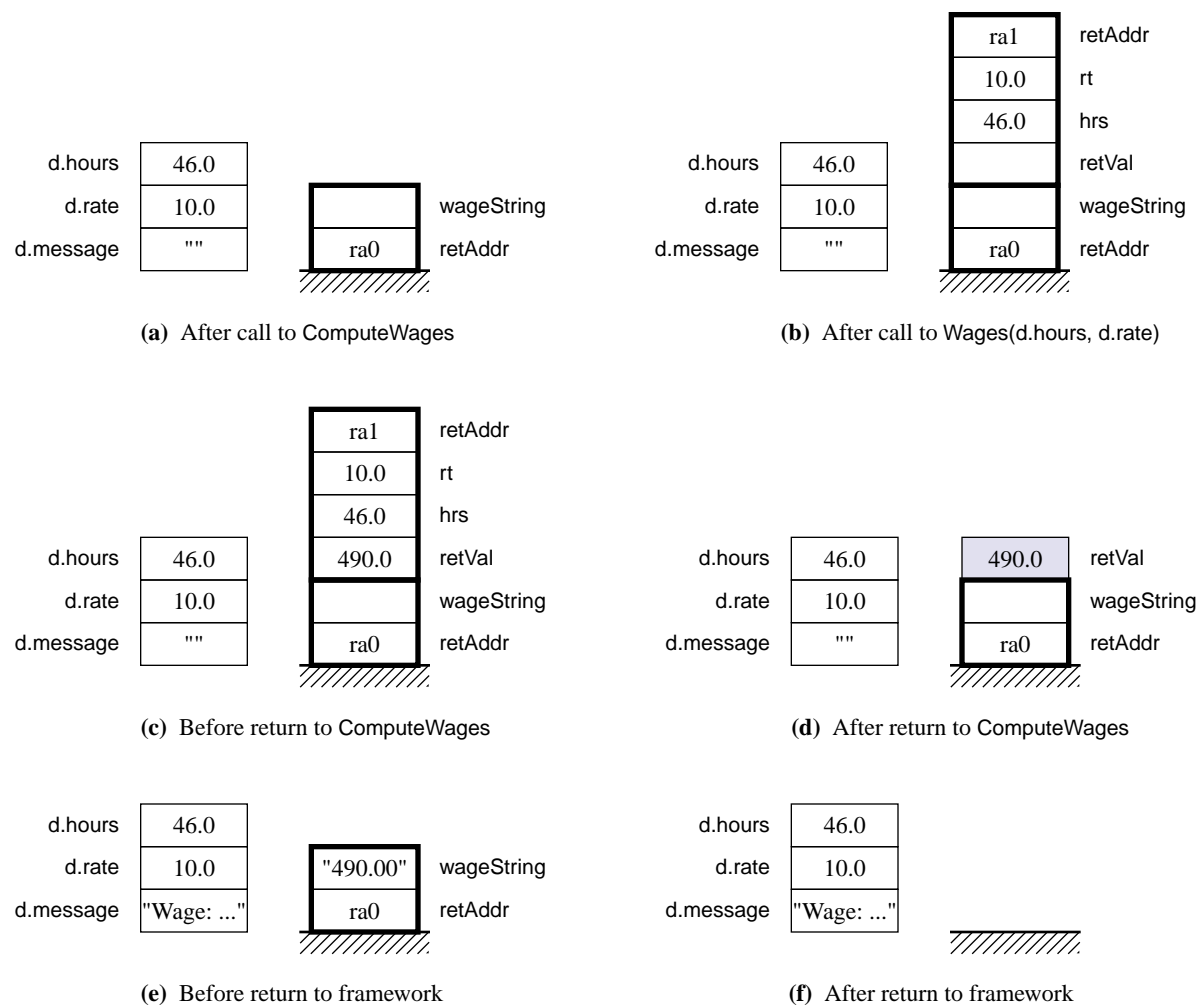 ra1 retAddr
10.0 rt
46.0 hrs
d.hours 46.0 d.hours 46.0 retVal
d.rate 10.0 wageString d.rate 10.0 wageString
d.message "" ra0 retAddr d.message "" ra0 retAddr
(a) After call to ComputeWages (b) After call to Wages(d.hours, d.rate)
ra1 retAddr
10.0 rt
46.0 hrs
d.hours 46.0 490.0 retVal d.hours 46.0 490.0 retVal
d.rate 10.0 wageString d.rate 10.0 wageString
d.message "" ra0 retAddr d.message "" ra0 retAddr
(c) Before return to ComputeWages (d) After return to ComputeWages
d.hours 46.0 d.hours 46.0
d.rate 10.0 "490.00" wageString d.rate 10.0
d.message "Wage: ..." ra0 retAddr d.message "Wage: ..."
(e) Before return to framework (f) After return to framework